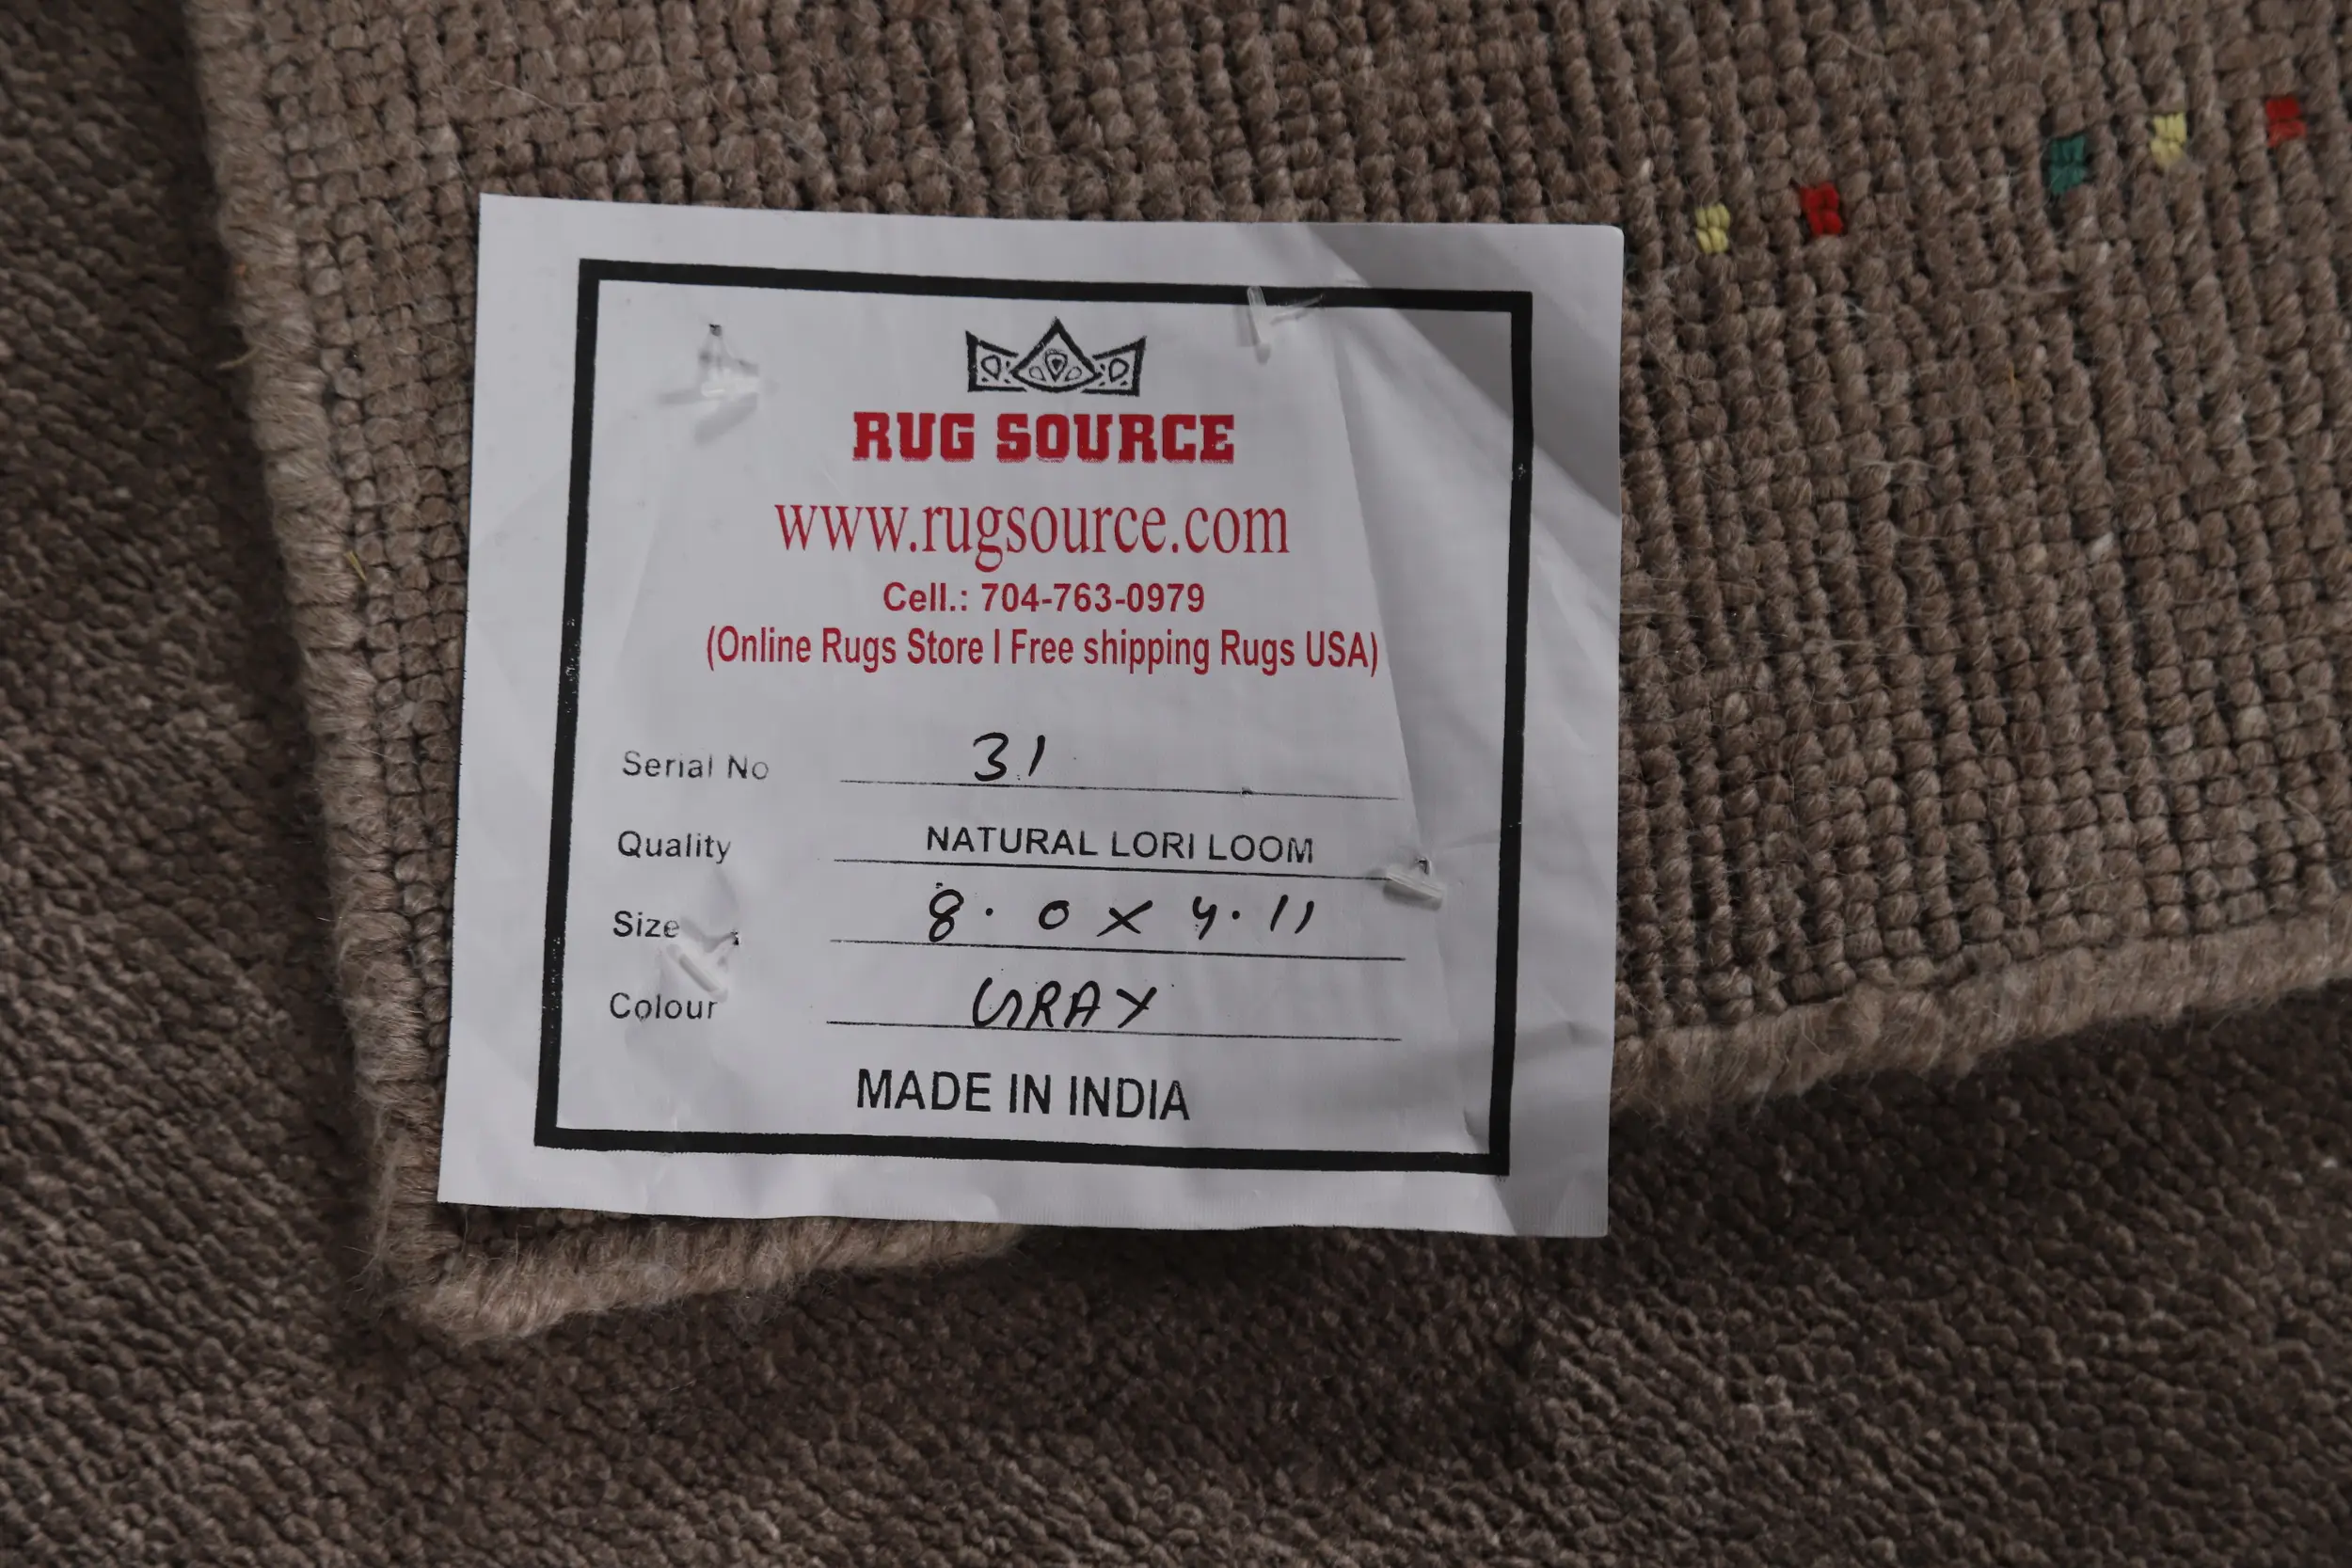 RUG SOURCE
www.rugsource.com
Cell.: 704-763-0979
(Online Rugs Store I Free shipping Rugs USA)
Serial No 31
Quality NATURAL LORI LOOM
Size 8.0 x 4.11
Colour GRAY
MADE IN INDIA